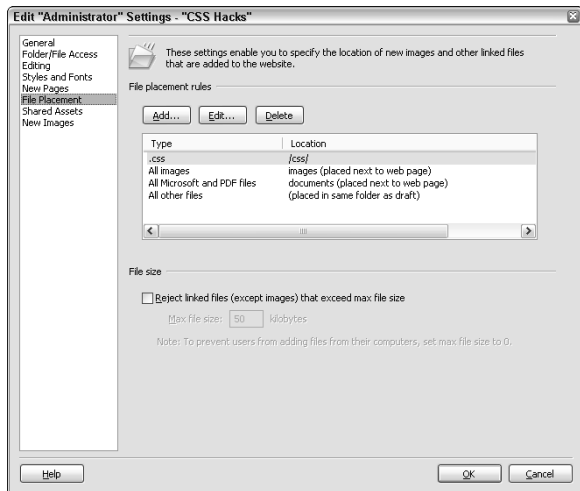 Edit "Administrator" Settings - "CSS Hacks"
General
Folder/File Access
Editing
Styles and Fonts
New Pages
File Placement
Shared Assets
New Images
These settings enable you to specify the location of new images and other linked files
that are added to the website.
File placement rules
Add...
Edit...
Delete
Type Location
.css /css/
All images images (placed next to web page)
All Microsoft and PDF files documents (placed next to web page)
All other files (placed in same folder as draft)
File size
Reject linked files (except images) that exceed max file size
Max file size: 50 kilobytes
Note: To prevent users from adding files from their computers, set max file size to 0.
Help
OK
Cancel